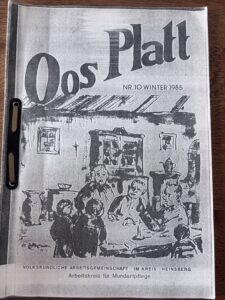 Oos Platt
NR.10 WINTER 1985
VOLKSKUNDLICHE ARBEITSGEMEINSCHAFT IM KREIS HEINSBERG
Arbeitskreis für Mundartpflege